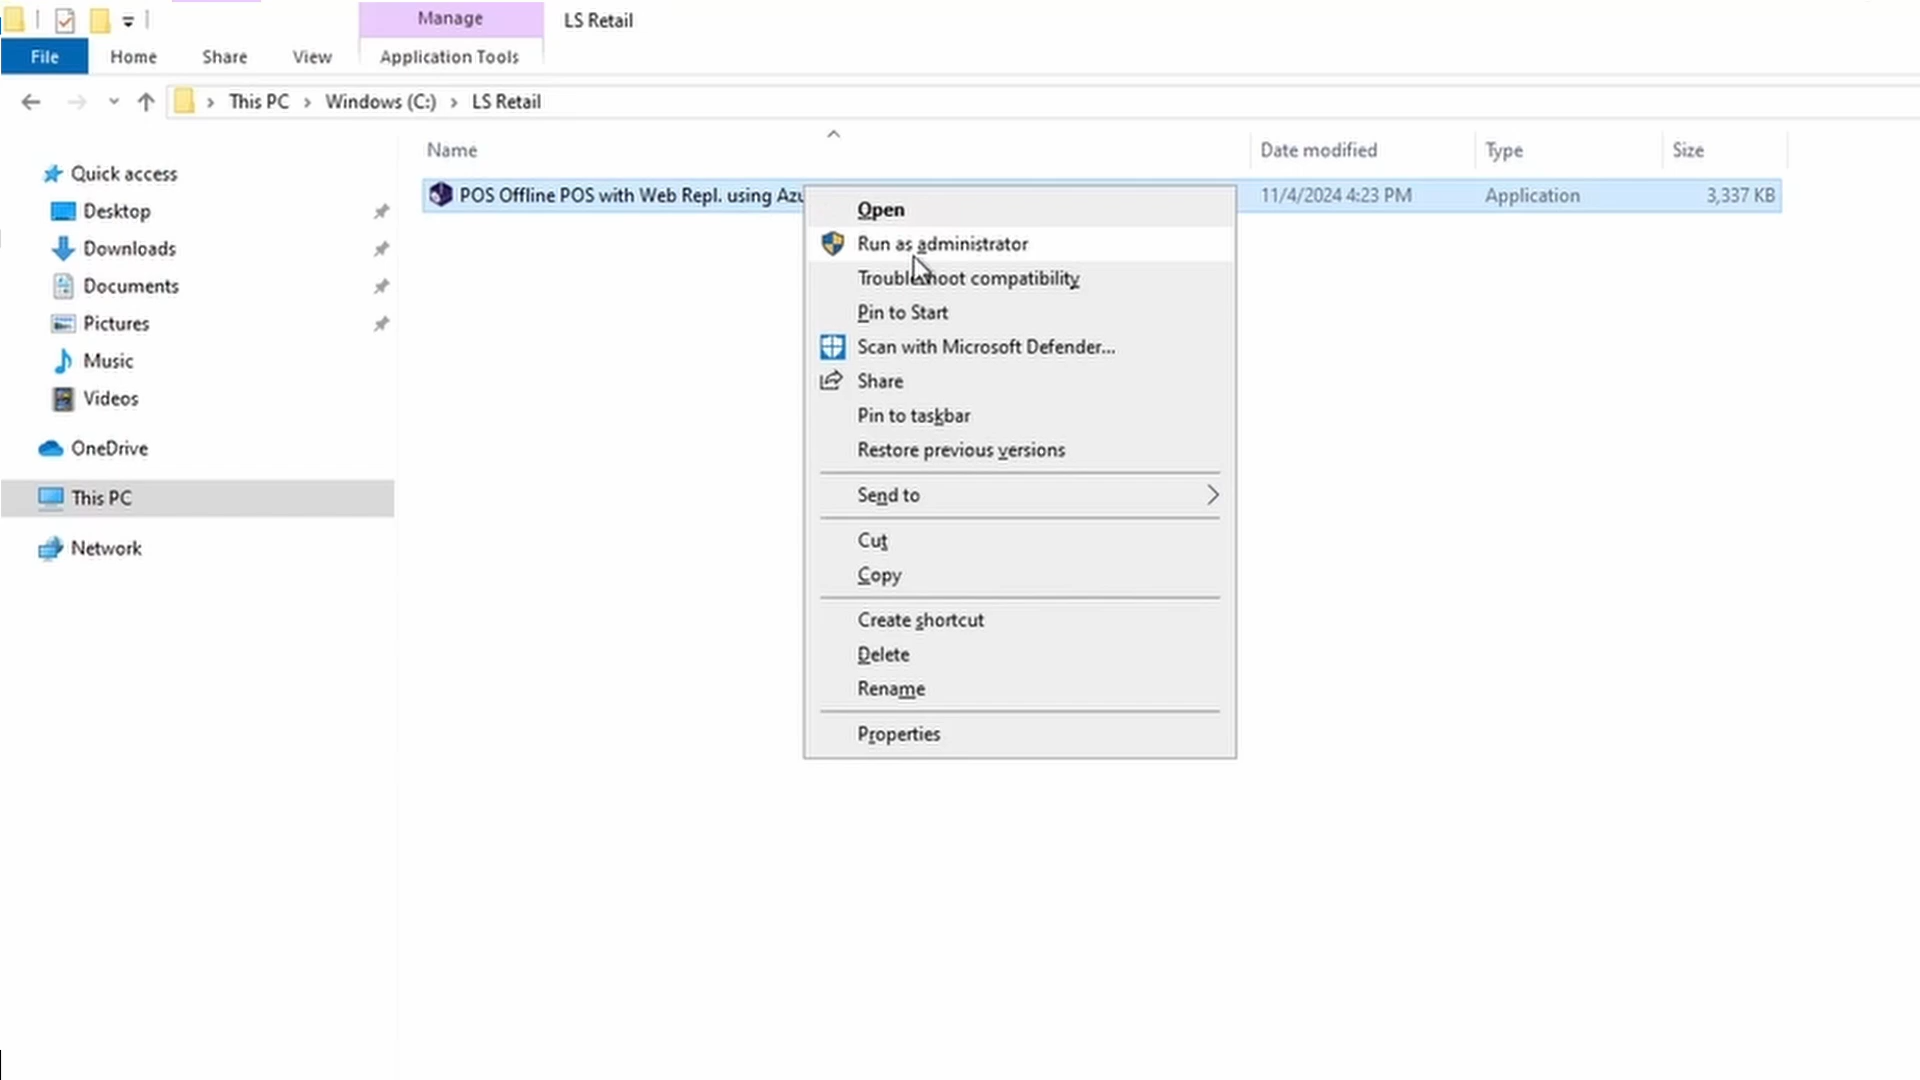 Manage
LS Retail
File
Home
Share
View
Application Tools
This PC
Windows (C:)
LS Retail
Name
Date modified
Type
Size
Quick access
Desktop
Downloads
Documents
Pictures
Music
Videos
OneDrive
This PC
Network
POS Offline POS with Web Repl. using Azu
11/4/2024 4:23 PM
Application
3,337 KB
Open
Run as administrator
Troubleshoot compatibility
Pin to Start
Scan with Microsoft Defender...
Share
Pin to taskbar
Restore previous versions
Send to
Cut
Copy
Create shortcut
Delete
Rename
Properties